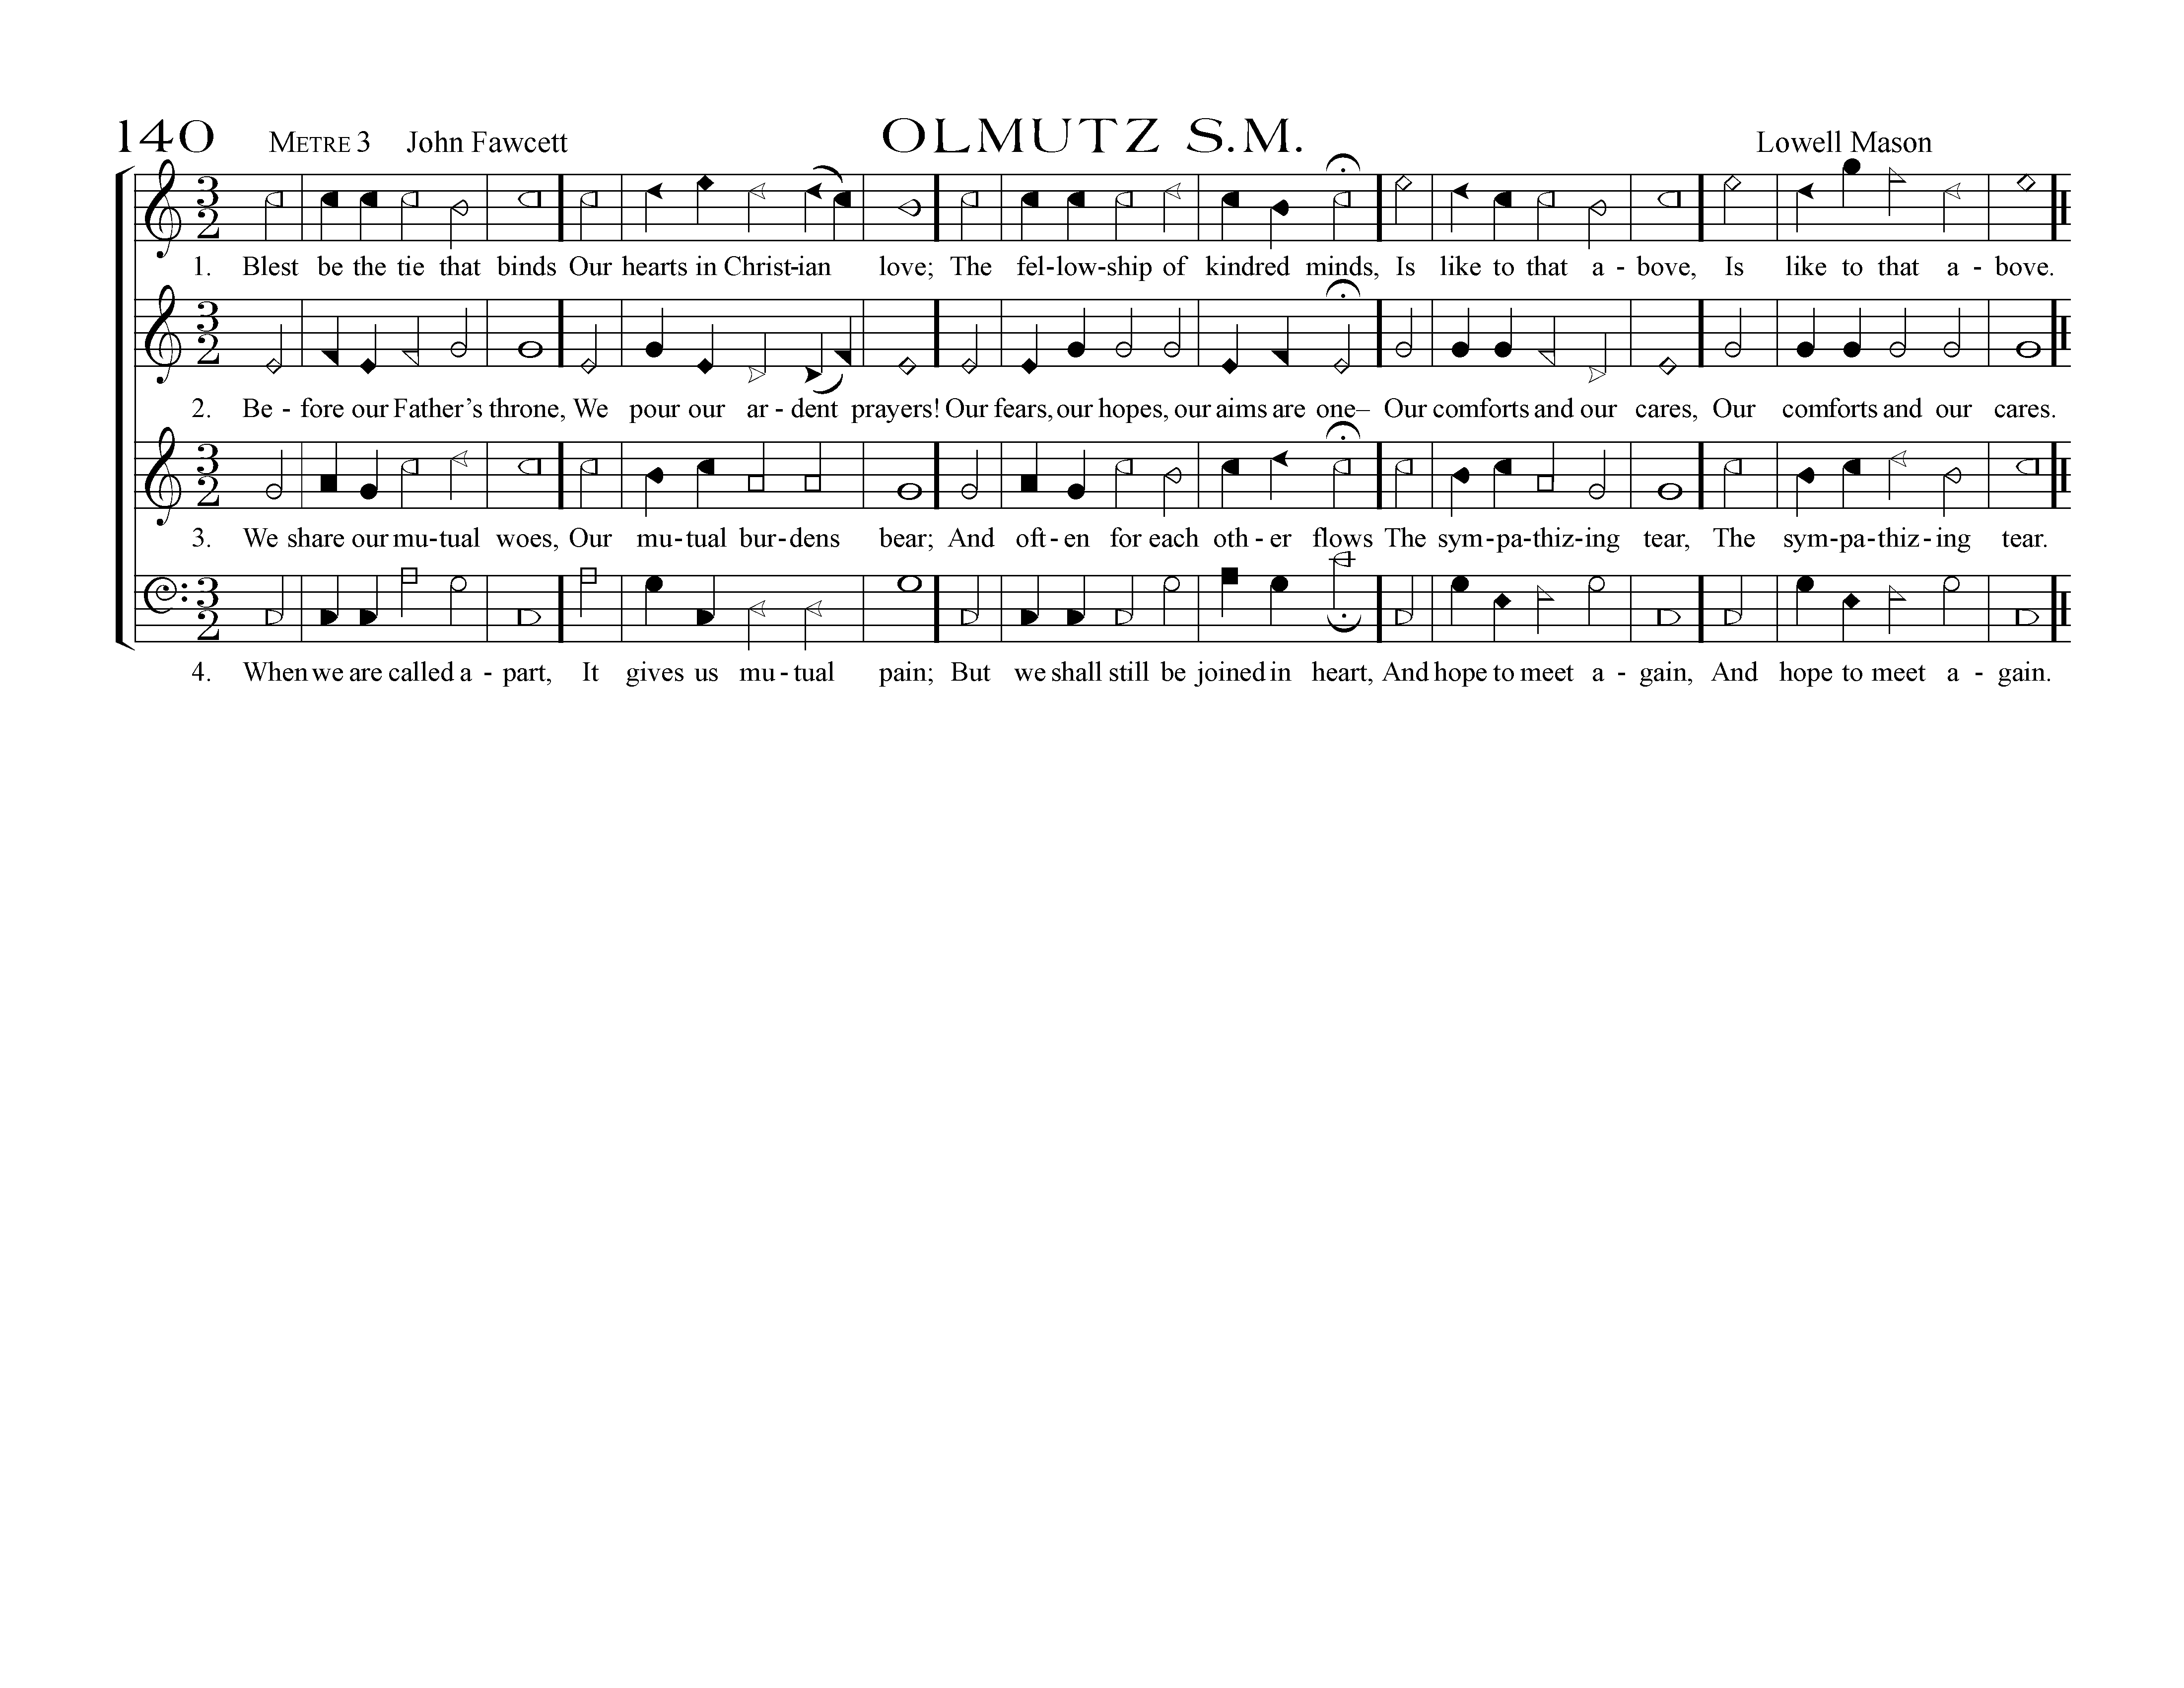 140 METRE 3 John Fawcett OLMUTZ S.M. Lowell Mason
3 2
1. Blest be the tie that binds Our hearts in Christ-ian love; The fel-low-ship of kindred minds, Is like to that a - bove, Is like to that a - bove.
3 2
2. Be - fore our Father's throne, We pour our ar - dent prayers! Our fears, our hopes, our aims are one– Our comforts and our cares, Our comforts and our cares.
3 2
3. We share our mu-tual woes, Our mu-tual bur-dens bear; And oft-en for each oth-er flows The sym-pa-thiz-ing tear, The sym-pa-thiz-ing tear.
3 2
4. When we are called a - part, It gives us mu-tual pain; But we shall still be joined in heart, And hope to meet a - gain, And hope to meet a - gain.